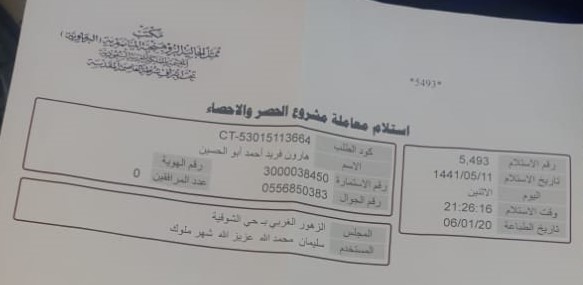 مكتب
*5493*
استلام معاملة مشروع الحصر والاحصاء
رقم الاستلام 5,493
تاريخ الاستلام 1441/05/11
اليوم الاثنين
وقت الاستلام 21:26:16
تاريخ الطباعة 06/01/20
كود الطلب CT-53015113664
الاسم هارون فريد أحمد أبو الحسين
رقم الاستمارة 3000038450 رقم الهوية
رقم الجوال 0556850383 عدد المرافقين 0
المجلس الزهور الغربي بـ حي الشوقية
المستخدم سليمان محمد الله عزيز الله شهر ملوك